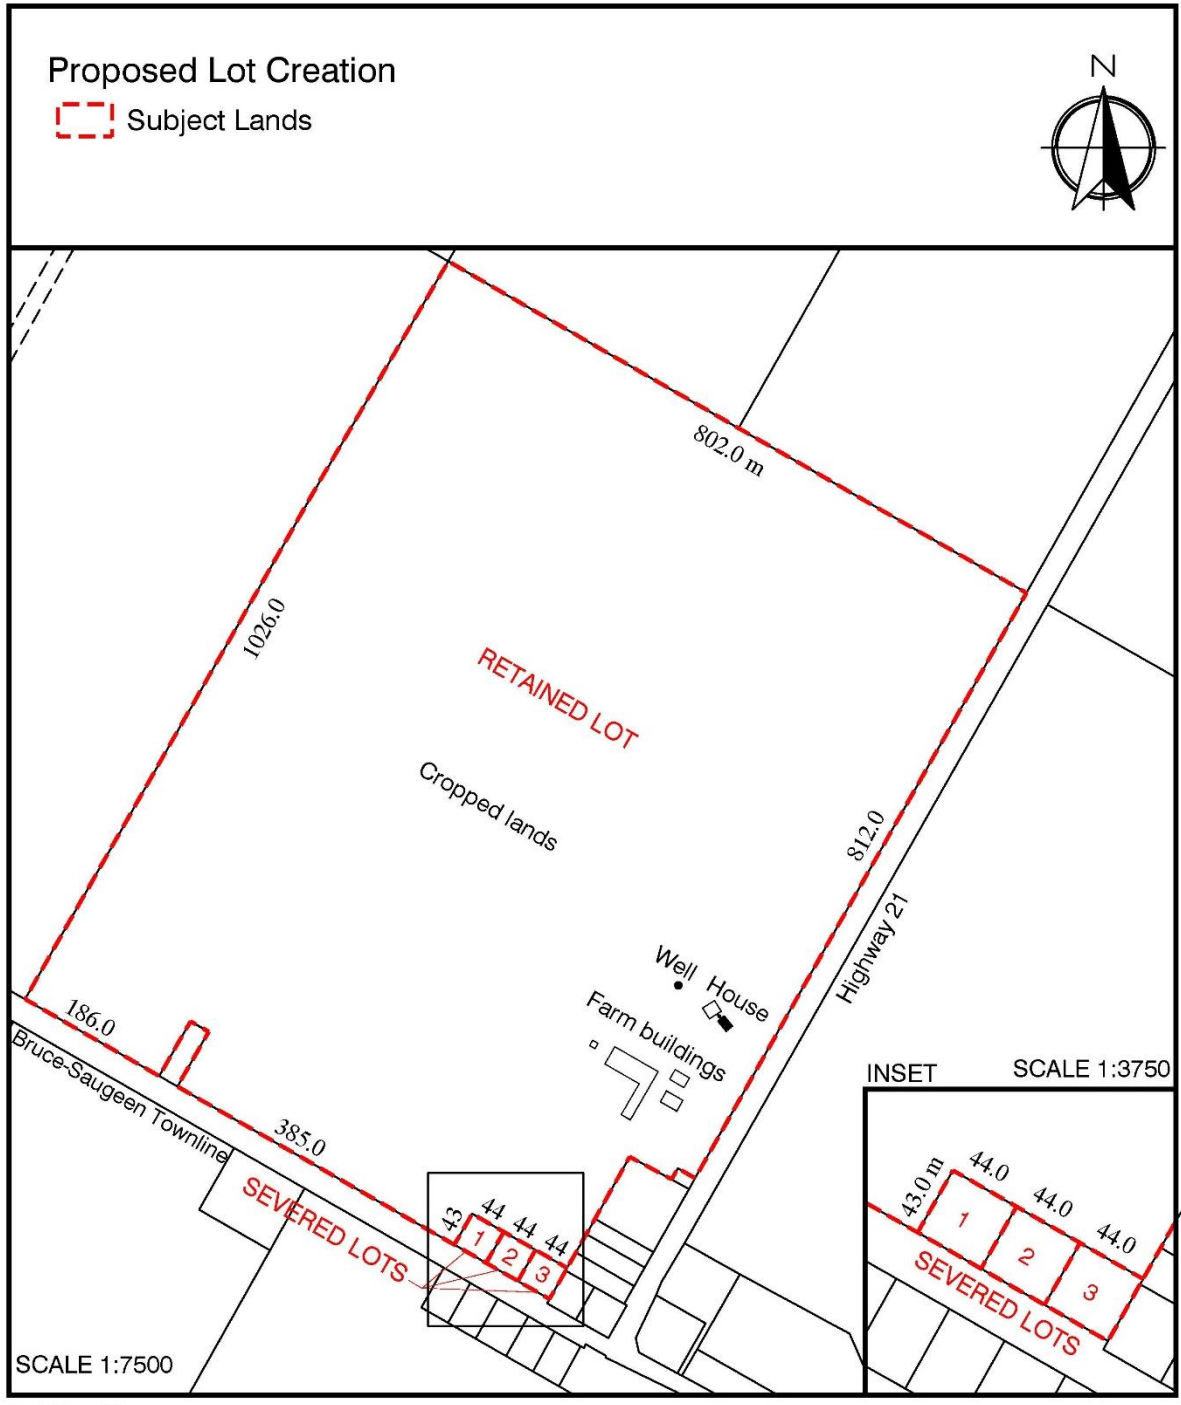 Proposed Lot Creation
Subject Lands
N
802.0 m
1026.0
RETAINED LOT
Cropped lands
812.0
Highway 21
Well
House
Farm buildings
186.0
Bruce-Saugeen Townline
385.0
SEVERED LOTS
43
44
44
44
1
2
3
SCALE 1:7500
INSET
SCALE 1:3750
43.0 m
44.0
44.0
44.0
1
2
3
SEVERED LOTS